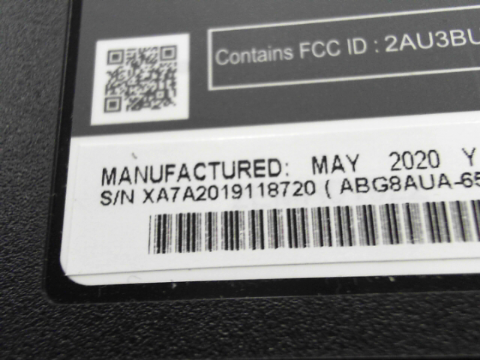 Contains FCC ID : 2AU3BU
MANUFACTURED: MAY 2020 Y
S/N XA7A2019118720 ( ABG8AUA-65